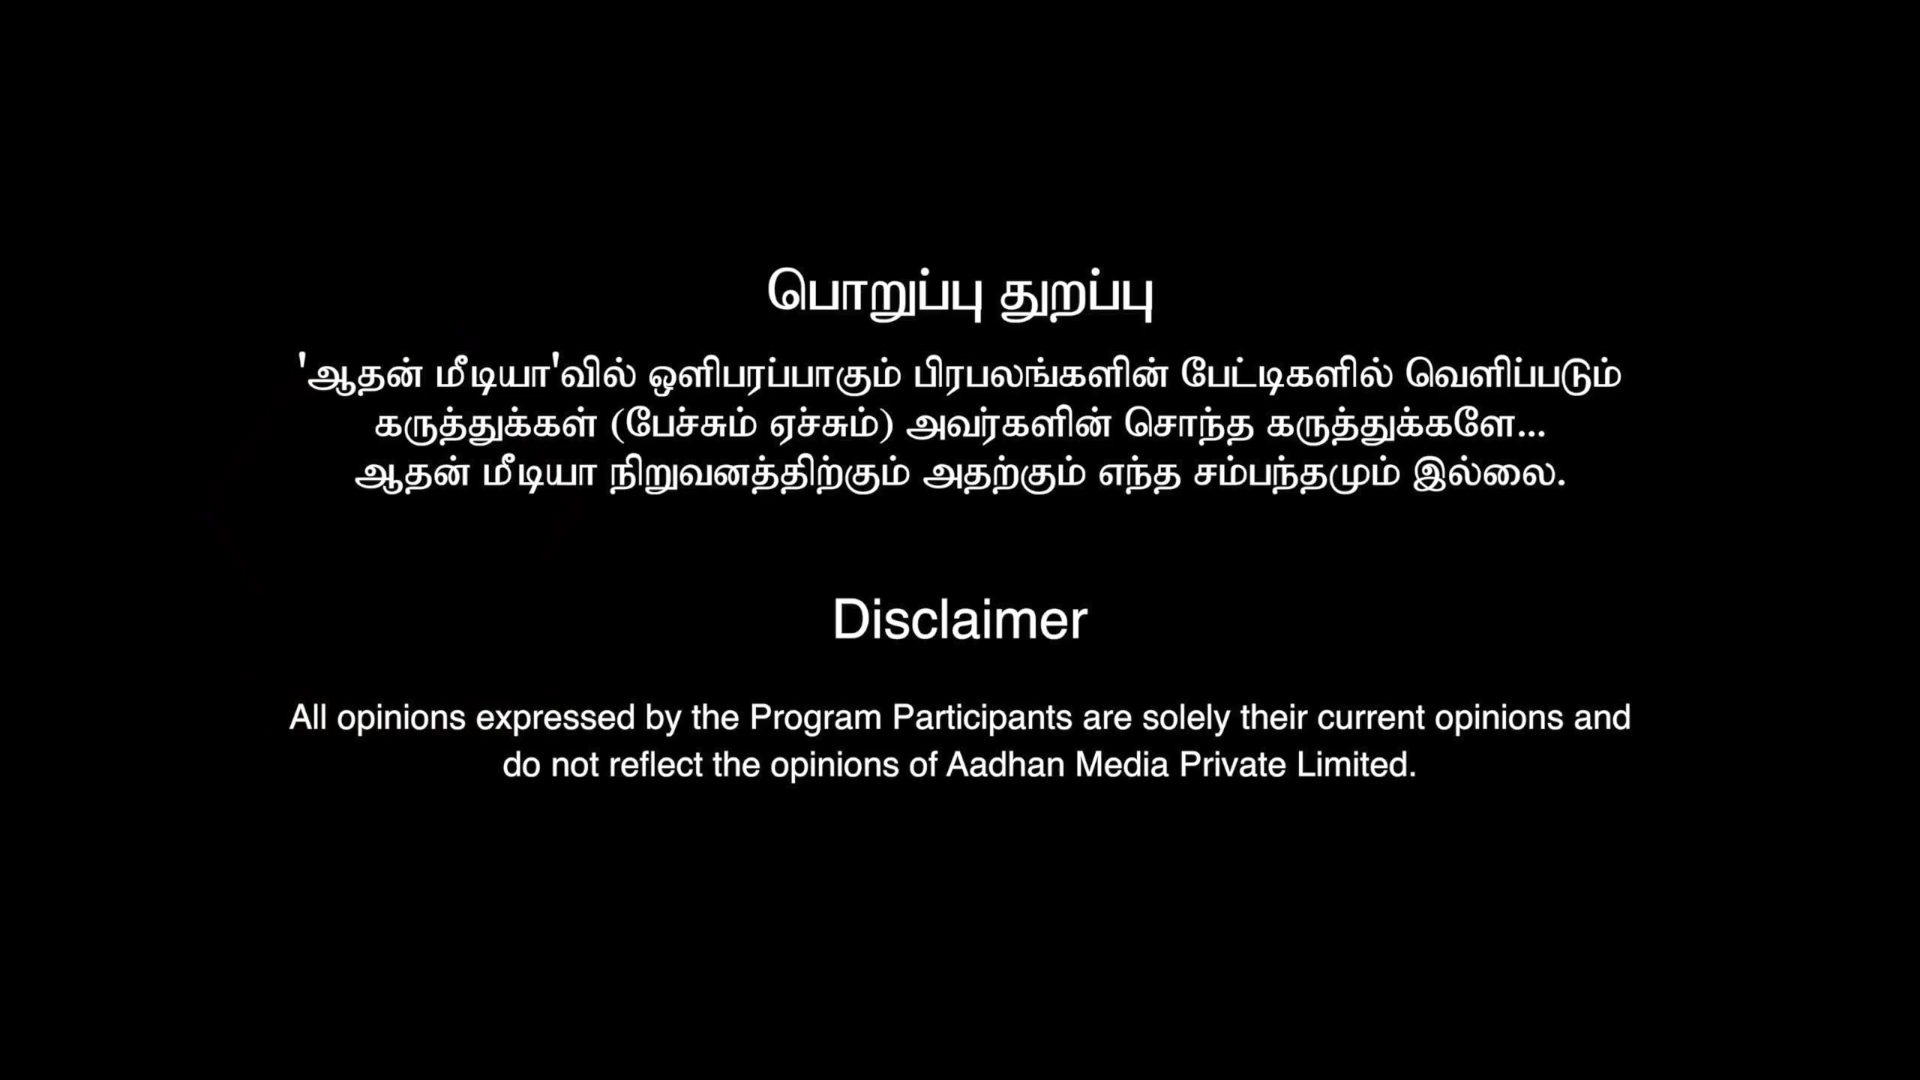 பொறுப்பு துறப்பு
'ஆதன் மீடியா'வில் ஒளிபரப்பாகும் பிரபலங்களின் பேட்டிகளில் வெளிப்படும்
கருத்துக்கள் (பேச்சும் ஏச்சும்) அவர்களின் சொந்த கருத்துக்களே...
ஆதன் மீடியா நிறுவனத்திற்கும் அதற்கும் எந்த சம்பந்தமும் இல்லை.
Disclaimer
All opinions expressed by the Program Participants are solely their current opinions and
do not reflect the opinions of Aadhan Media Private Limited.